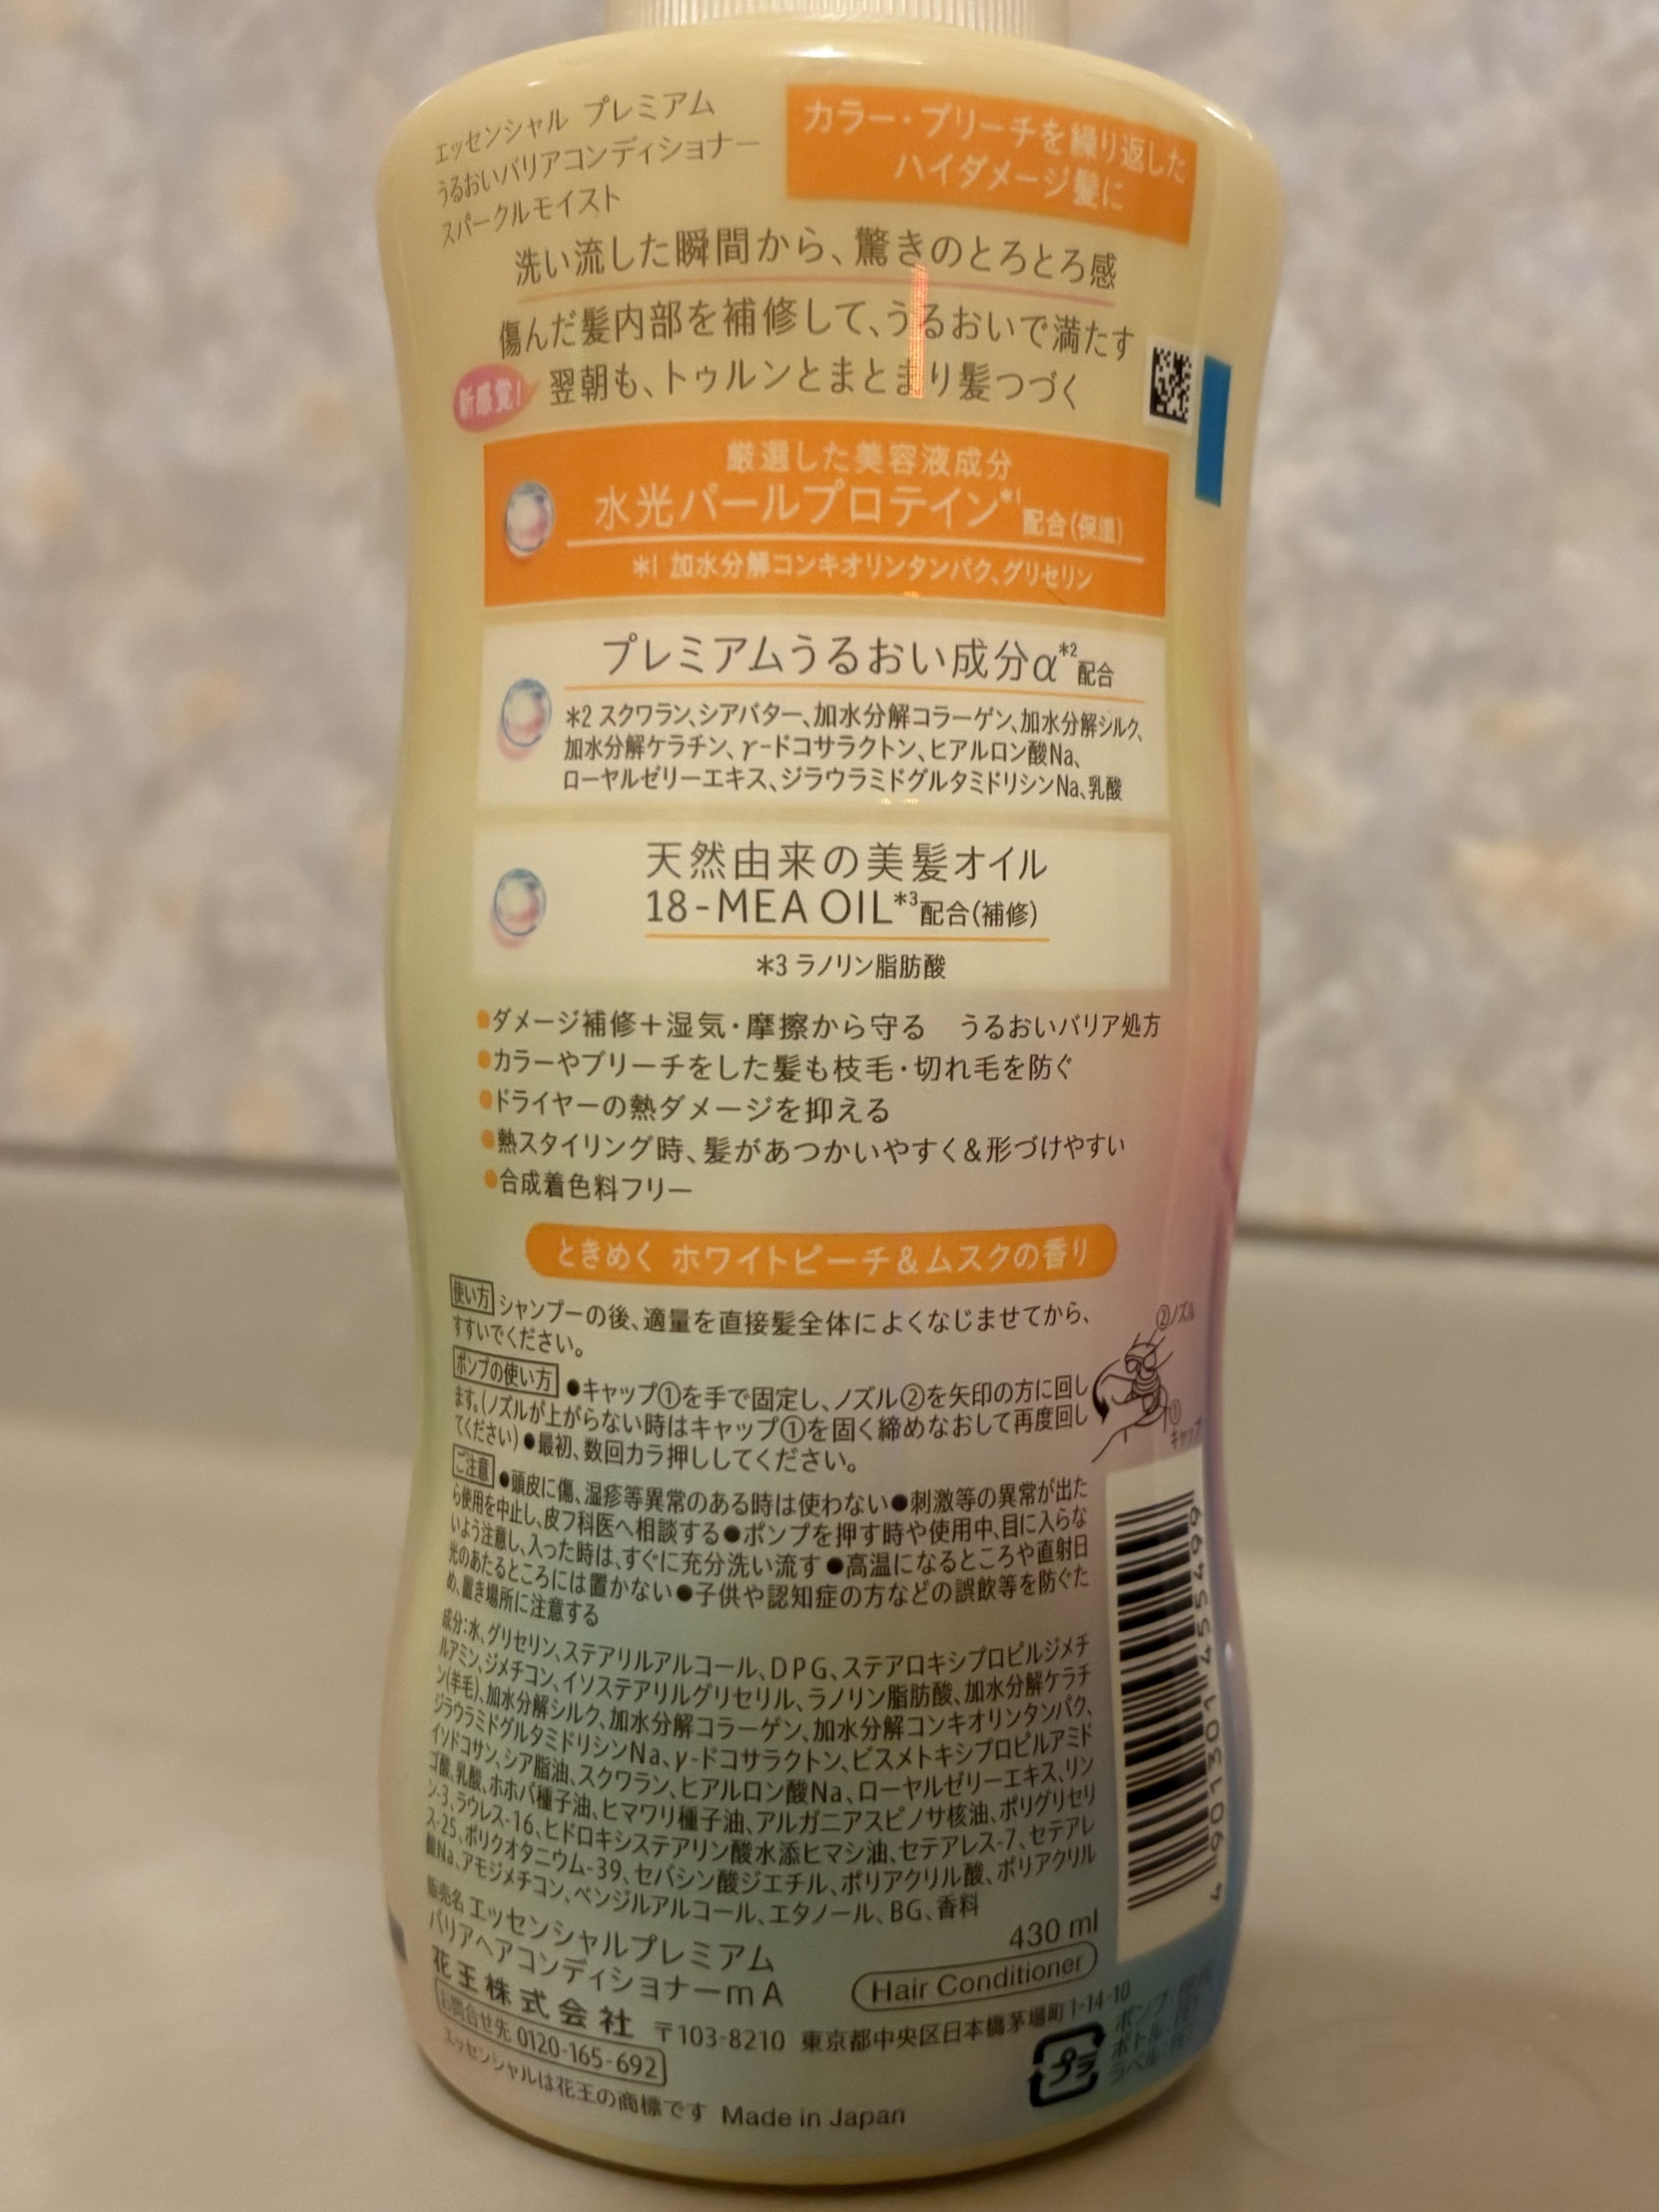 エッセンシャル プレミアム
うるおいバリアコンディショナー
スパークルモイスト
カラー・ブリーチを繰り返した
ハイダメージ髪に
洗い流した瞬間から、驚きのとろとろ感
傷んだ髪内部を補修して、うるおいで満たす
新感覚!
翌朝も、トゥルンとまとまり髪つづく
厳選した美容液成分
水光パールプロテイン*1配合(保湿)
*1 加水分解コンキオリンタンパク、グリセリン
プレミアムうるおい成分α*2配合
*2 スクワラン、シアバター、加水分解コラーゲン、加水分解シルク、
加水分解ケラチン、γ-ドコサラクトン、ヒアルロン酸Na、
ローヤルゼリーエキス、ジラウラミドグルタミドリシンNa、乳酸
天然由来の美髪オイル
18-MEA OIL*3配合(補修)
*3 ラノリン脂肪酸
●ダメージ補修+湿気・摩擦から守る うるおいバリア処方
●カラーやブリーチをした髪も枝毛・切れ毛を防ぐ
●ドライヤーの熱ダメージを抑える
●熱スタイリング時、髪があつかいやすく&形づけやすい
●合成着色料フリー
ときめく ホワイトピーチ&ムスクの香り
使い方 シャンプーの後、適量を直接髪全体によくなじませてから、
すすいでください。
ポンプの使い方 ●キャップ①を手で固定し、ノズル②を矢印の方に回し
ます。(ノズルが上がらない時はキャップ①を固く締めなおして再度回し
てください) ●最初、数回カラ押ししてください。
②ノズル
①
キャップ
ご注意 ●頭皮に傷、湿疹等異常のある時は使わない●刺激等の異常が出た
ら使用を中止し、皮フ科医へ相談する●ポンプを押す時や使用中、目に入らな
いよう注意し、入った時は、すぐに充分洗い流す●高温になるところや直射日
光のあたるところには置かない●子供や認知症の方などの誤飲等を防ぐた
め、置き場所に注意する
成分:水、グリセリン、ステアリルアルコール、DPG、ステアロキシプロピルジメチ
ルアミン、ジメチコン、イソステアリルグリセリル、ラノリン脂肪酸、加水分解ケラチ
ン(羊毛)、加水分解シルク、加水分解コラーゲン、加水分解コンキオリンタンパク、
ジラウラミドグルタミドリシンNa、γ-ドコサラクトン、ビスメトキシプロピルアミド
イソドコサン、シア脂油、スクワラン、ヒアルロン酸Na、ローヤルゼリーエキス、リン
ゴ酸、乳酸、ホホバ種子油、ヒマワリ種子油、アルガニアスピノサ核油、ポリグリセリ
ン-3、ラウレス-16、ヒドロキシステアリン酸水添ヒマシ油、セテアレス-7、セテアレ
ス-25、ポリクオタニウム-39、セバシン酸ジエチル、ポリアクリル酸、ポリアクリル
酸Na、アモジメチコン、ベンジルアルコール、エタノール、BG、香料
販売名 エッセンシャルプレミアム
バリアヘアコンディショナーmA
430 ml
Hair Conditioner
花王株式会社 〒103-8210 東京都中央区日本橋茅場町1-14-10
お問合せ先 0120-165-692
エッセンシャルは花王の商標です Made in Japan
プラ
ポンプ
ボトル:
ラベル:
4 901301 455499